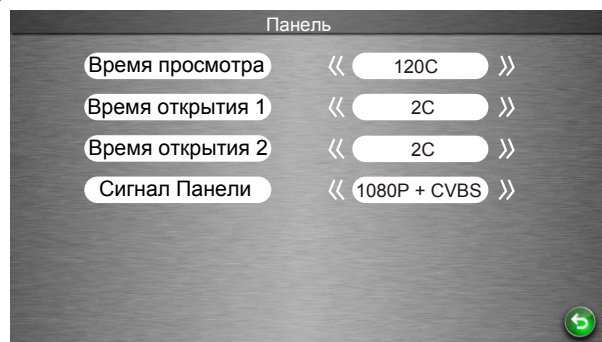 Панель
Время просмотра 120С
Время открытия 1 2С
Время открытия 2 2С
Сигнал Панели 1080P + CVBS